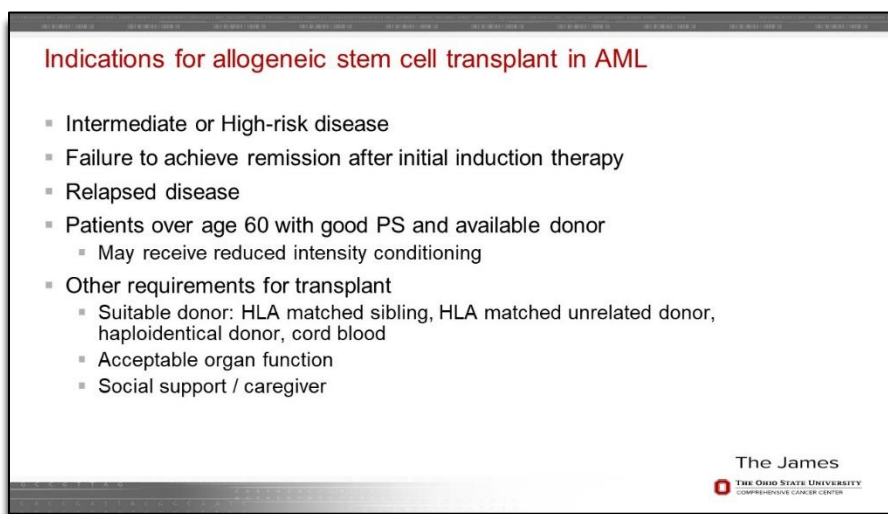 Indications for allogeneic stem cell transplant in AML
Intermediate or High-risk disease
Failure to achieve remission after initial induction therapy
Relapsed disease
Patients over age 60 with good PS and available donor
May receive reduced intensity conditioning
Other requirements for transplant
Suitable donor: HLA matched sibling, HLA matched unrelated donor,
haploidentical donor, cord blood
Acceptable organ function
Social support / caregiver
The James
THE OHIO STATE UNIVERSITY
COMPREHENSIVE CANCER CENTER